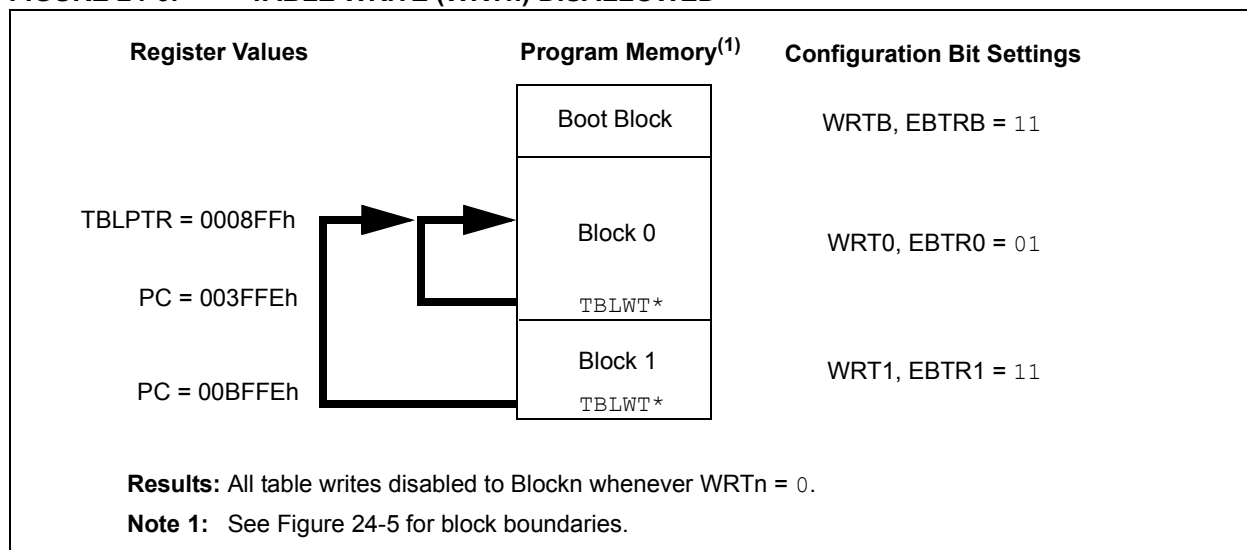 Register Values
Program Memory(1)
Configuration Bit Settings
Boot Block
WRTB, EBTRB = 11
TBLPTR = 0008FFh
Block 0
WRT0, EBTR0 = 01
PC = 003FFEh
TBLWT*
Block 1
WRT1, EBTR1 = 11
PC = 00BFFEh
TBLWT*
Results: All table writes disabled to Blockn whenever WRTn = 0.
Note 1: See Figure 24-5 for block boundaries.